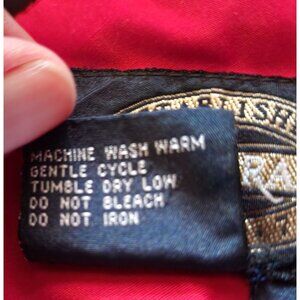 MACHINE WASH WARM
GENTLE CYCLE
TUMBLE DRY LOW
DO NOT BLEACH
DO NOT IRON